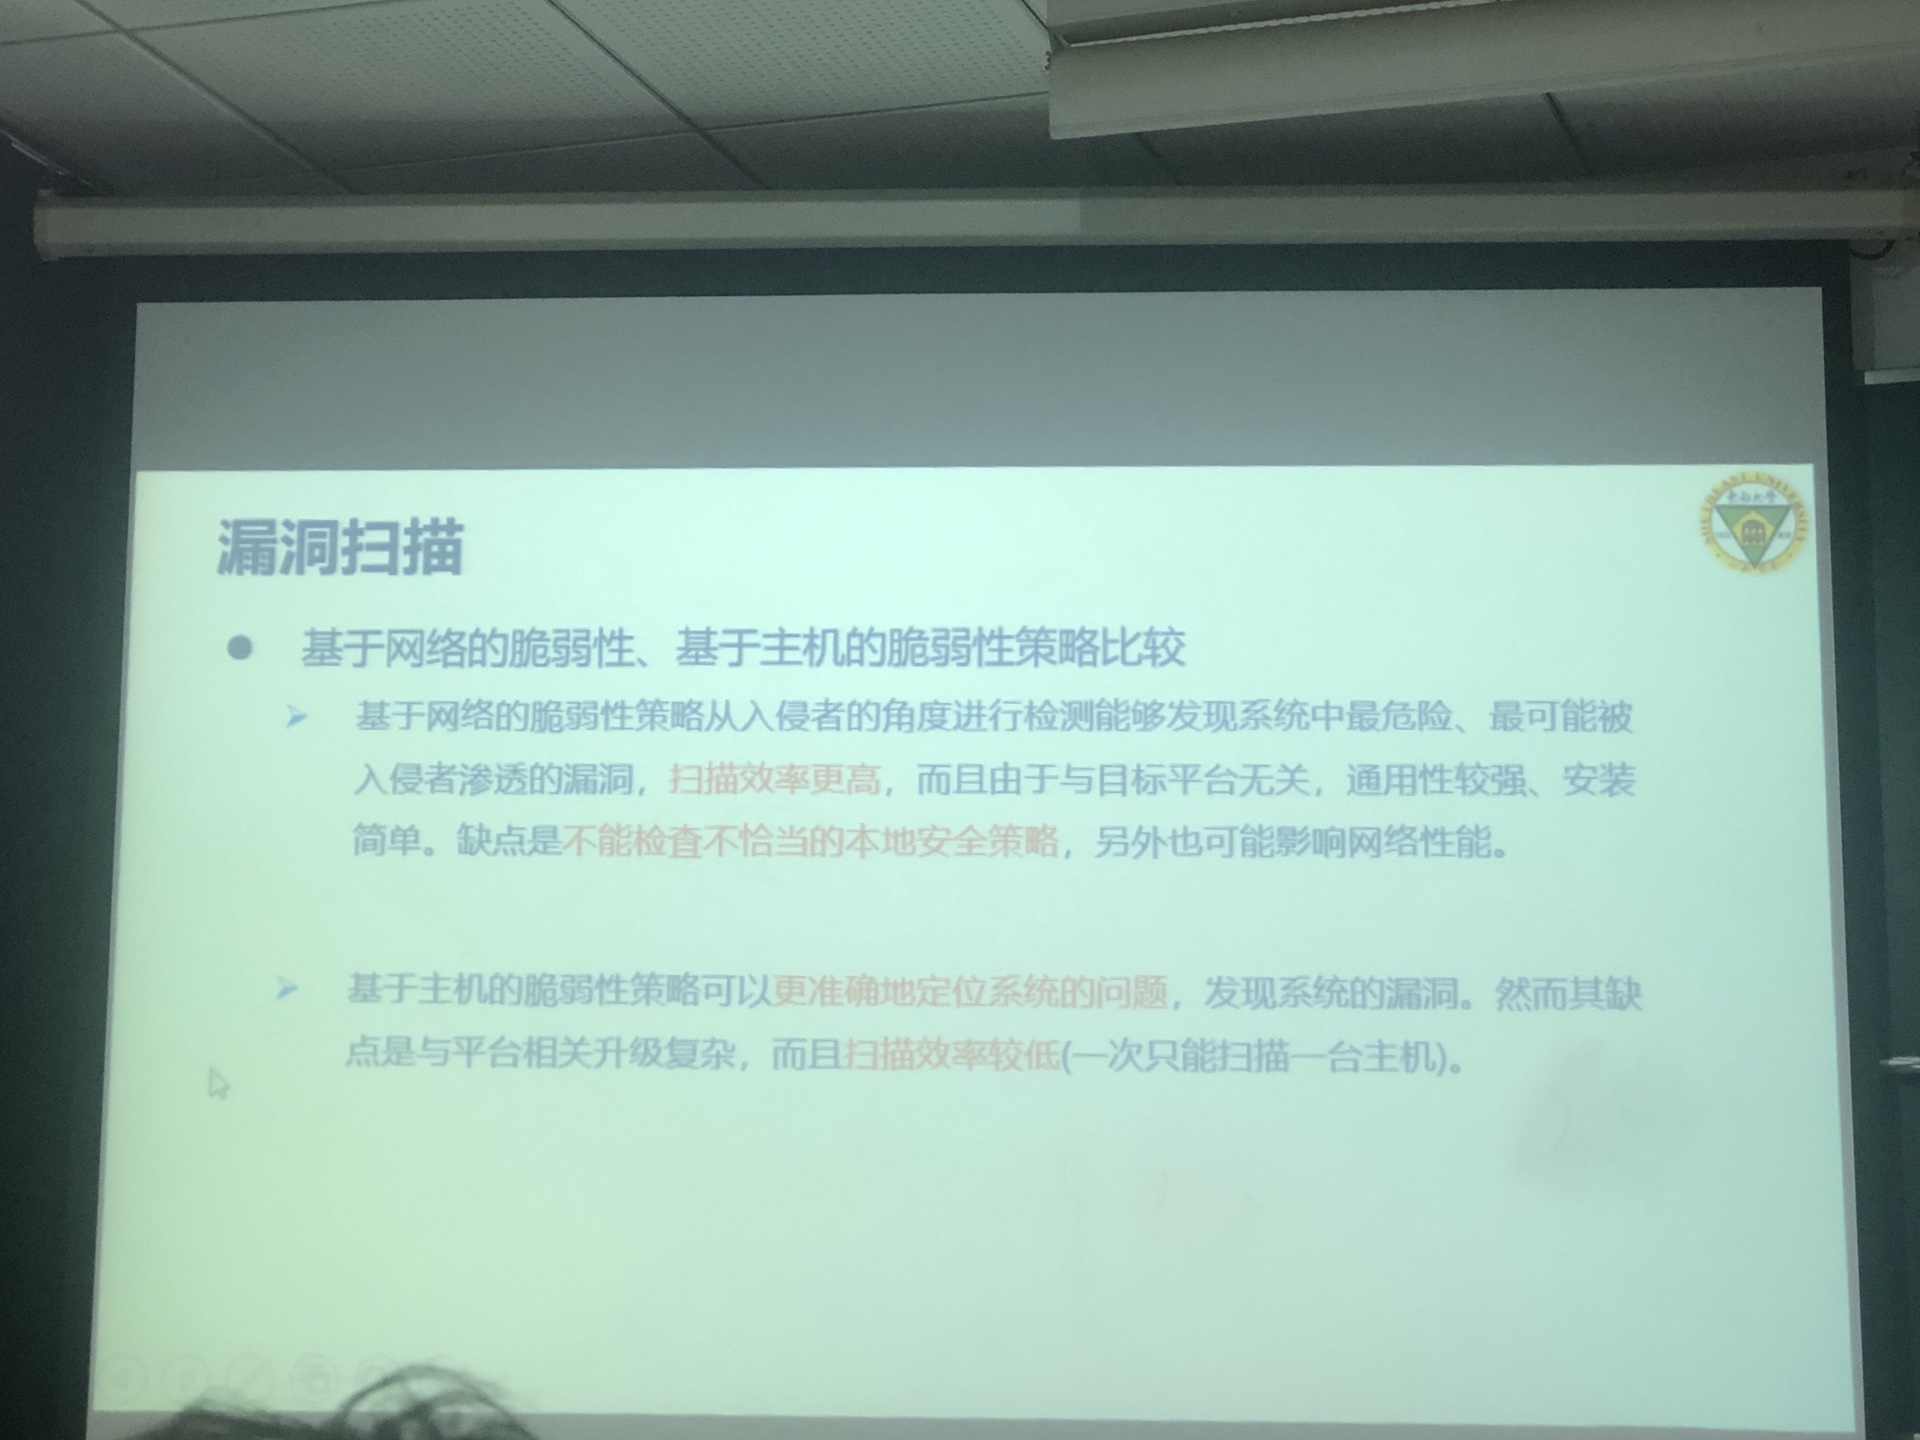 漏洞扫描
SOUTHEAST UNIVERSITY
东南大学
● 基于网络的脆弱性、基于主机的脆弱性策略比较
➢ 基于网络的脆弱性策略从入侵者的角度进行检测能够发现系统中最危险、最可能被
入侵者渗透的漏洞，扫描效率更高，而且由于与目标平台无关，通用性较强、安装
简单。缺点是不能检查不恰当的本地安全策略，另外也可能影响网络性能。
➢ 基于主机的脆弱性策略可以更准确地定位系统的问题，发现系统的漏洞。然而其缺
点是与平台相关升级复杂，而且扫描效率较低(一次只能扫描一台主机)。